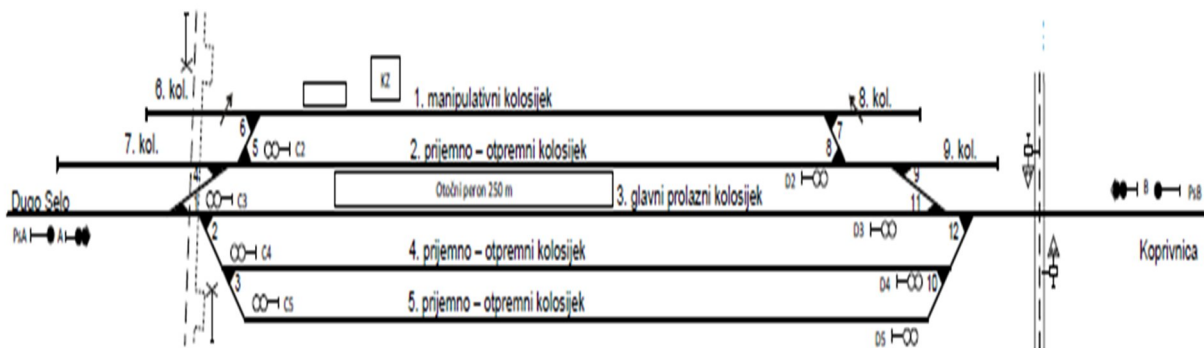 KZ
6. kol.
1. manipulativni kolosijek
8. kol.
6
7
7. kol.
5
C2
2. prijemno – otpremni kolosijek
8
9. kol.
4
C3
Otočni peron 250 m
D2
9
3. glavni prolazni kolosijek
11
B
PsB
Dugo Selo
1
PsA
A
2
D3
12
Koprivnica
C4
4. prijemno – otpremni kolosijek
3
D4
10
C5
5. prijemno – otpremni kolosijek
D5